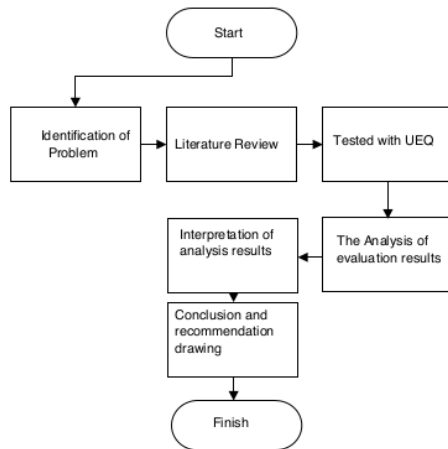 Start
Identification of
Problem
Literature Review
Tested with UEQ
The Analysis of
evaluation results
Interpretation of
analysis results
Conclusion and
recommendation
drawing
Finish